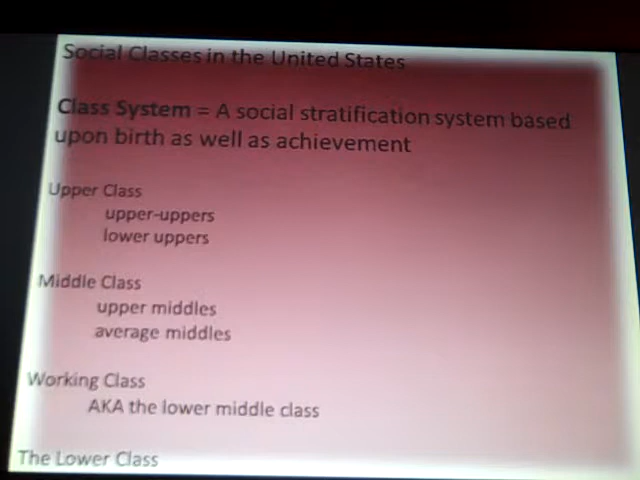 Social Classes in the United States
Class System = A social stratification system based
upon birth as well as achievement
Upper Class
upper-uppers
lower uppers
Middle Class
upper middles
average middles
Working Class
AKA the lower middle class
The Lower Class